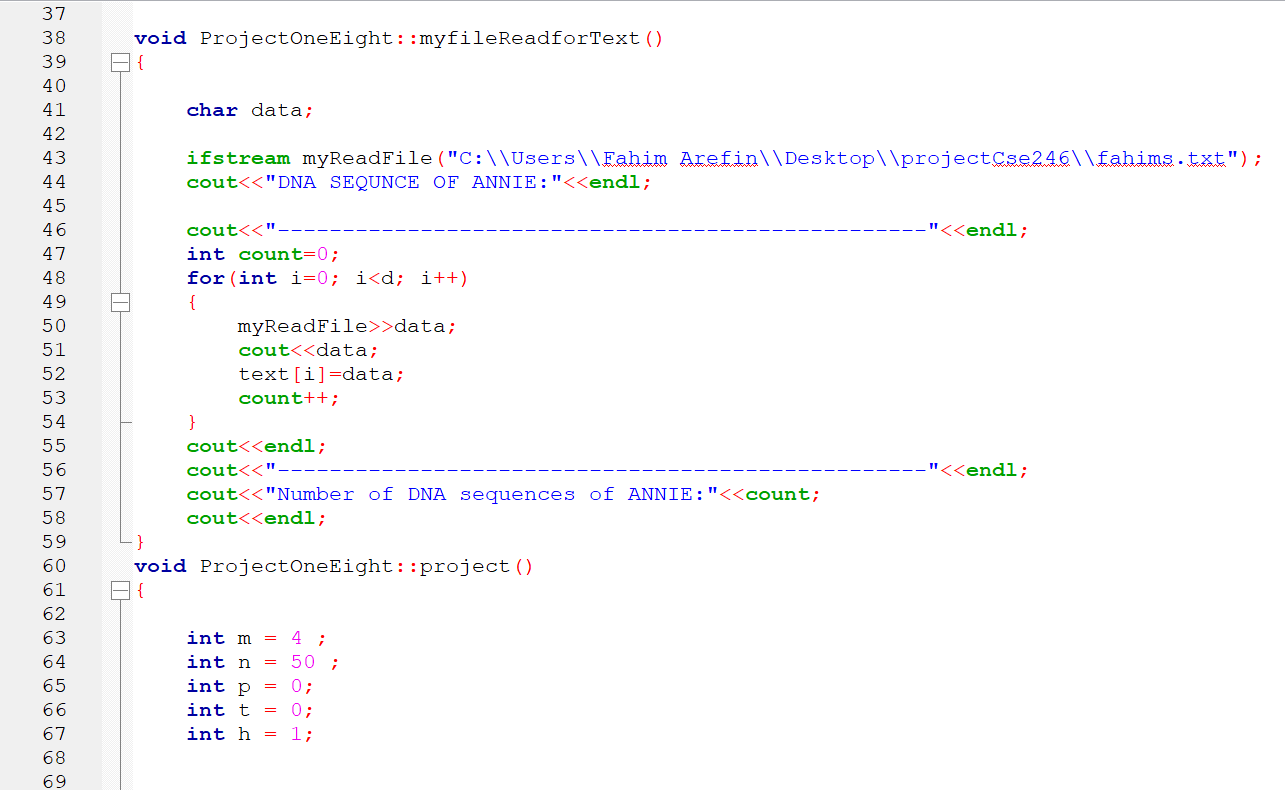 37
38 void ProjectOneEight::myfileReadforText()
39 {
40
41 char data;
42
43 ifstream myReadFile("C:\\Users\\Fahim Arefin\\Desktop\\projectCse246\\fahims.txt");
44 cout<<"DNA SEQUNCE OF ANNIE:"<<endl;
45
46 cout<<"--------------------------------------------------"<<endl;
47 int count=0;
48 for(int i=0; i<d; i++)
49 {
50 myReadFile>>data;
51 cout<<data;
52 text[i]=data;
53 count++;
54 }
55 cout<<endl;
56 cout<<"--------------------------------------------------"<<endl;
57 cout<<"Number of DNA sequences of ANNIE:"<<count;
58 cout<<endl;
59 }
60 void ProjectOneEight::project()
61 {
62
63 int m = 4 ;
64 int n = 50 ;
65 int p = 0;
66 int t = 0;
67 int h = 1;
68
69